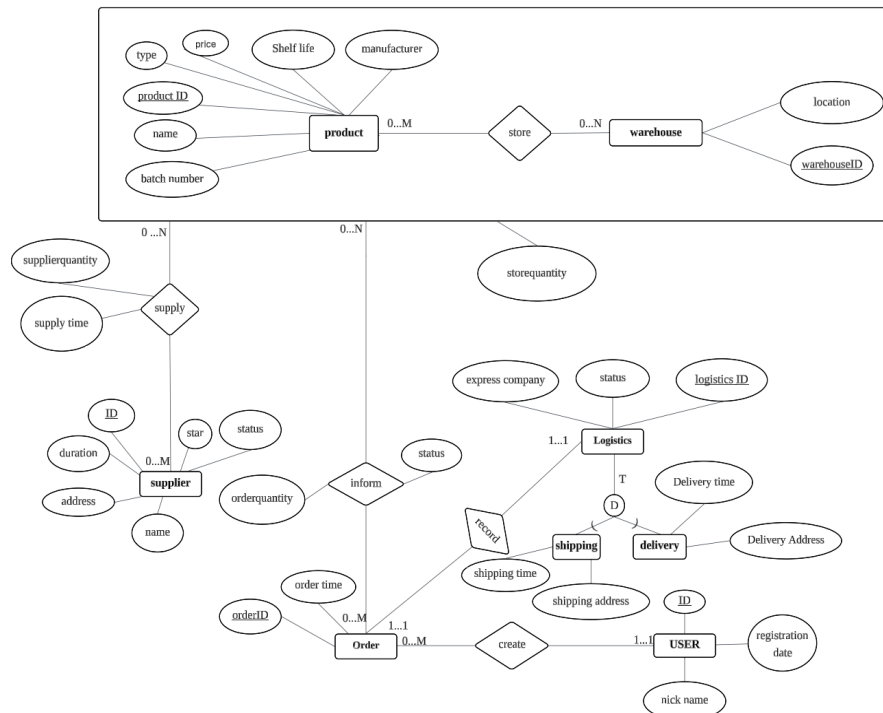 price
Shelf life
manufacturer
type
product ID
location
product
0...M
store
0...N
warehouse
name
batch number
warehouseID
0 ...N
0...N
supplierquantity
storequantity
supply
supply time
express company
status
logistics ID
ID
star
status
1...1
Logistics
duration
0...M
status
T
Delivery time
supplier
inform
address
orderquantity
D
record
name
shipping
delivery
Delivery Address
shipping time
order time
shipping address
ID
orderID
0...M
1...1
registration
date
Order
0...M
create
1...1
USER
nick name